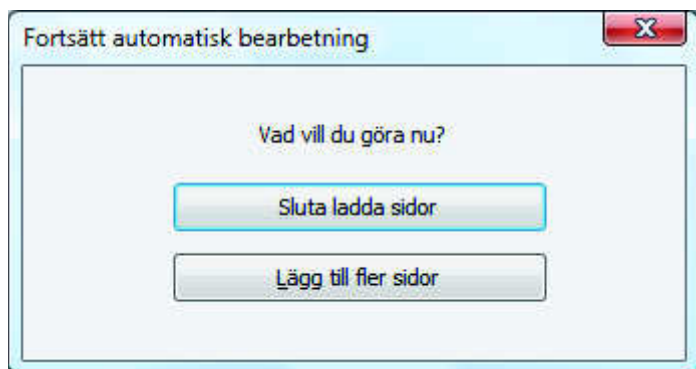 Fortsätt automatisk bearbetning
Vad vill du göra nu?
Sluta ladda sidor
Lägg till fler sidor